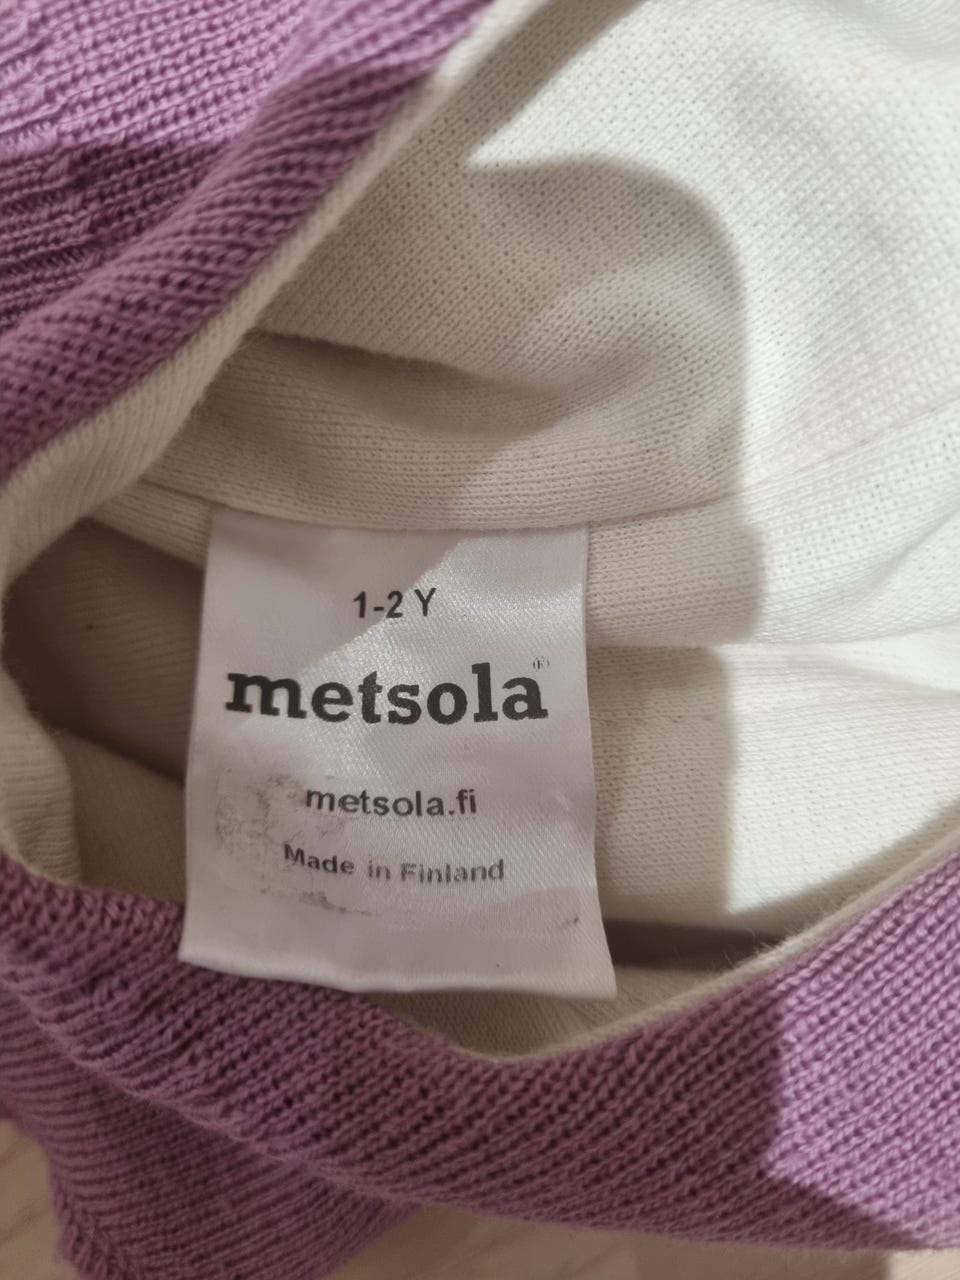 1-2 Y
metsola®
metsola.fi
Made in Finland